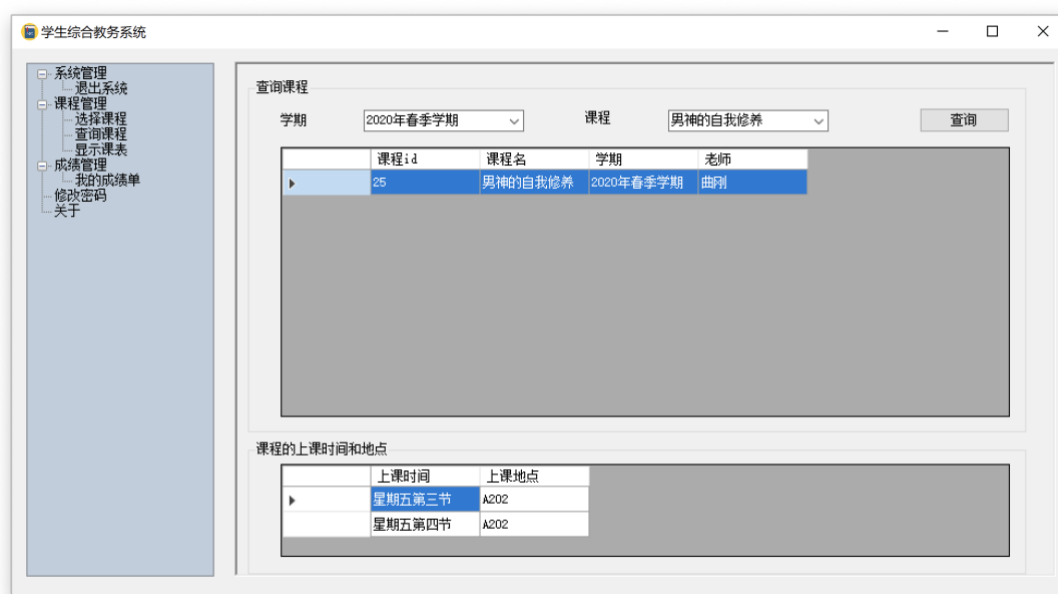 学生综合教务系统
系统管理
退出系统
课程管理
选择课程
查询课程
显示课表
成绩管理
我的成绩单
修改密码
关于
查询课程
学期 2020年春季学期 课程 男神的自我修养 查询
课程id 课程名 学期 老师
25 男神的自我修养 2020年春季学期 曲刚
课程的上课时间和地点
上课时间 上课地点
星期五第三节 A202
星期五第四节 A202